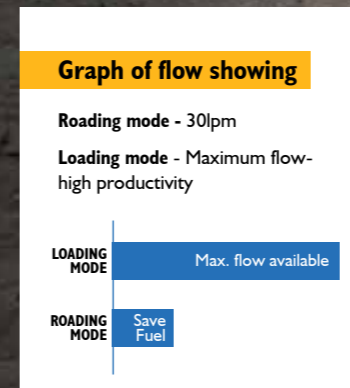 Graph of flow showing
Roading mode - 30lpm
Loading mode - Maximum flow-
high productivity
LOADING
MODE
Max. flow available
ROADING
MODE
Save
Fuel